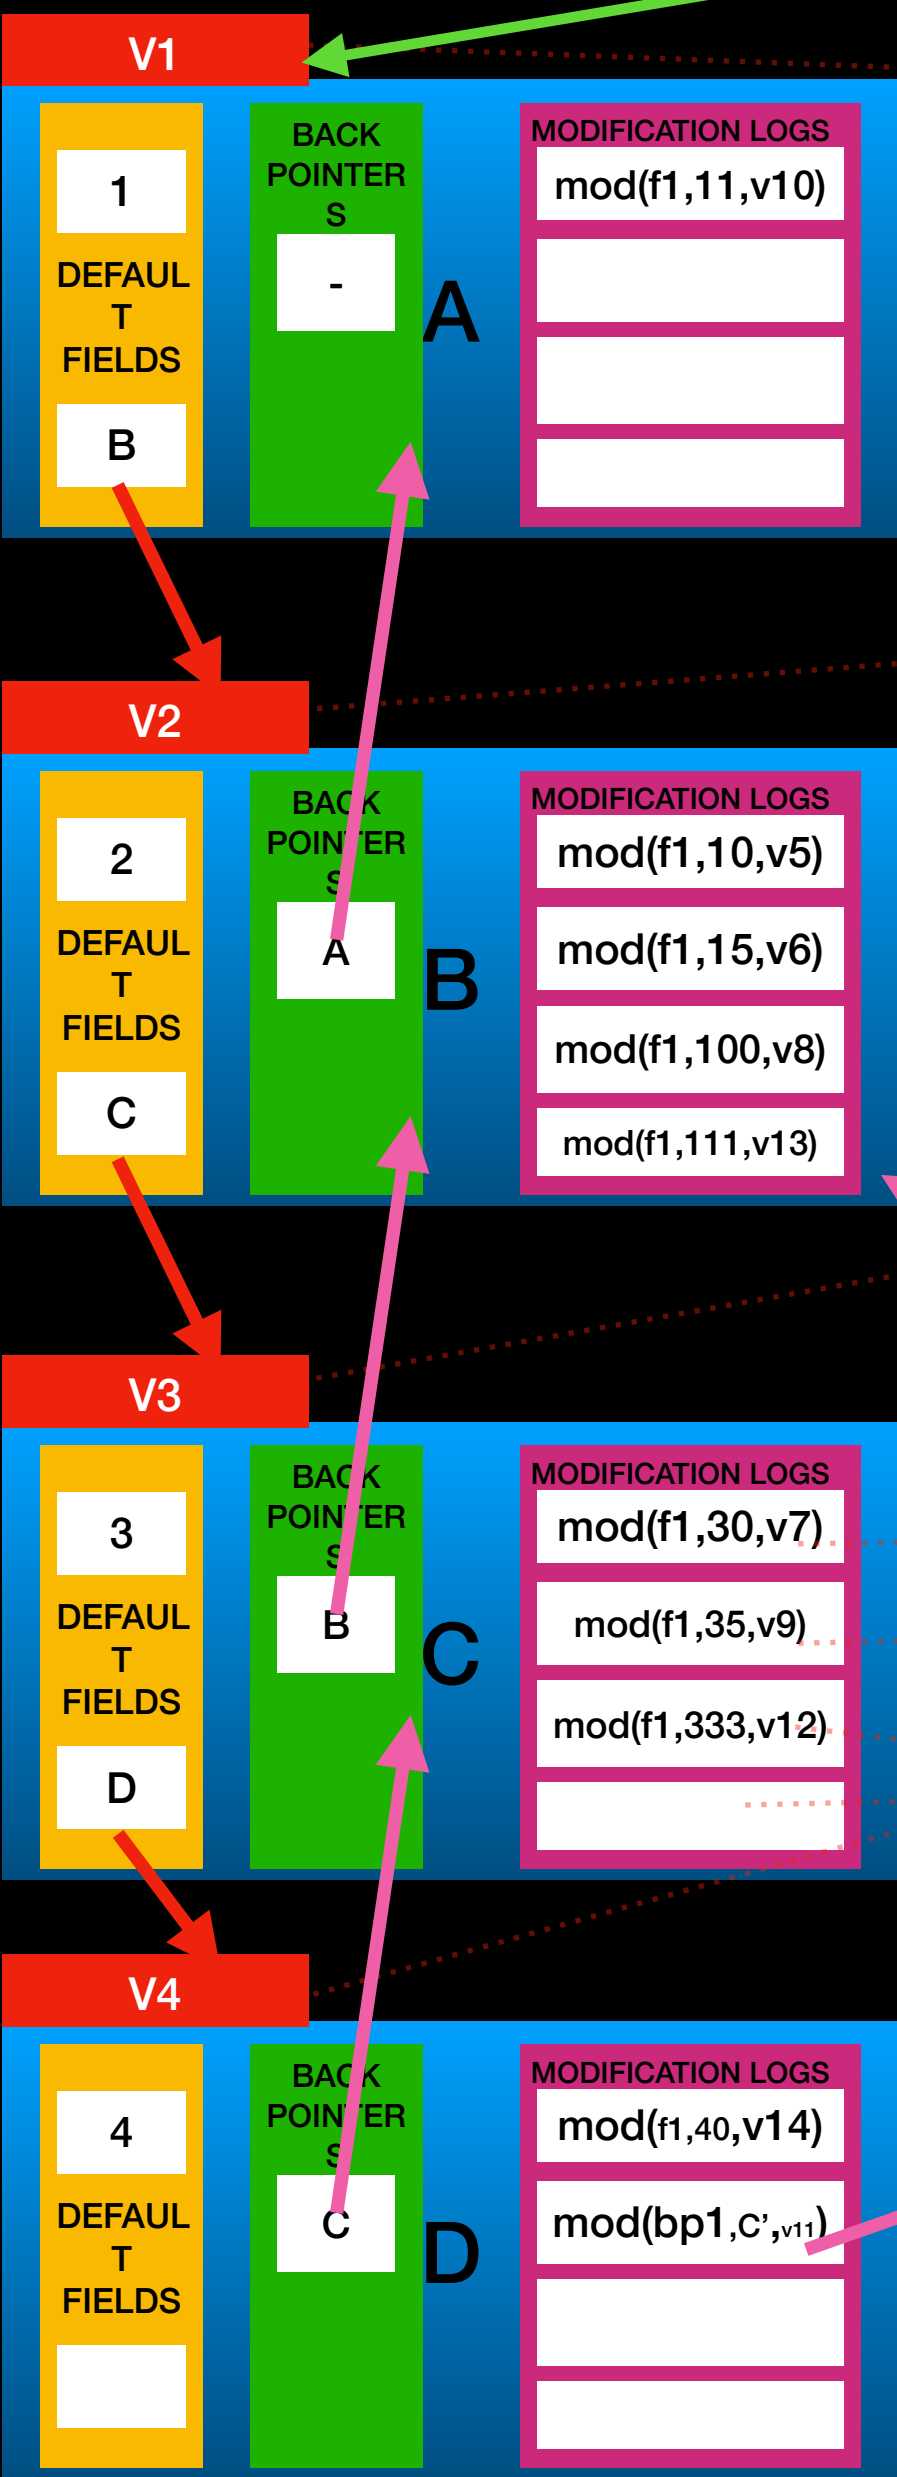 V1
1
DEFAUL
T
FIELDS
B
BACK
POINTER
S
-
A
MODIFICATION LOGS
mod(f1,11,v10)
V2
2
DEFAUL
T
FIELDS
C
BACK
POINTER
S
A
B
MODIFICATION LOGS
mod(f1,10,v5)
mod(f1,15,v6)
mod(f1,100,v8)
mod(f1,111,v13)
V3
3
DEFAUL
T
FIELDS
D
BACK
POINTER
S
B
C
MODIFICATION LOGS
mod(f1,30,v7)
mod(f1,35,v9)
mod(f1,333,v12)
V4
4
DEFAUL
T
FIELDS
BACK
POINTER
S
C
D
MODIFICATION LOGS
mod(f1,40,v14)
mod(bp1,C’,v11)